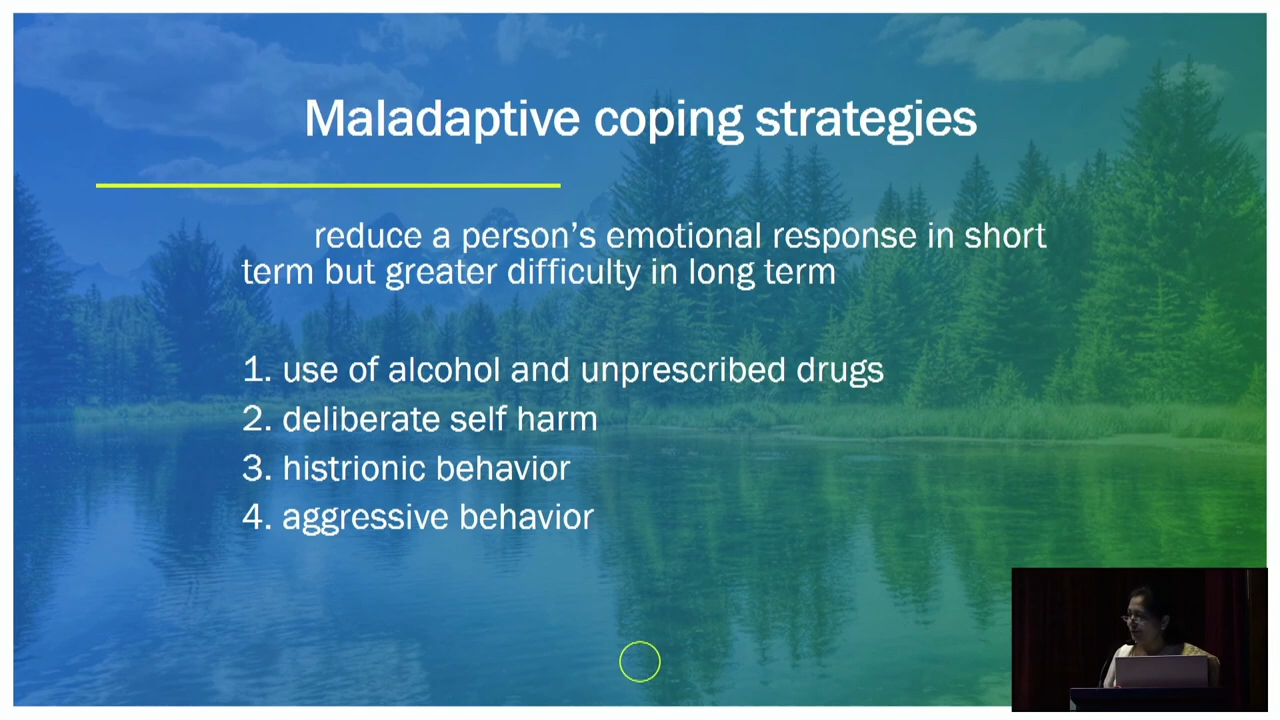 Maladaptive coping strategies
reduce a person’s emotional response in short
term but greater difficulty in long term
1. use of alcohol and unprescribed drugs
2. deliberate self harm
3. histrionic behavior
4. aggressive behavior